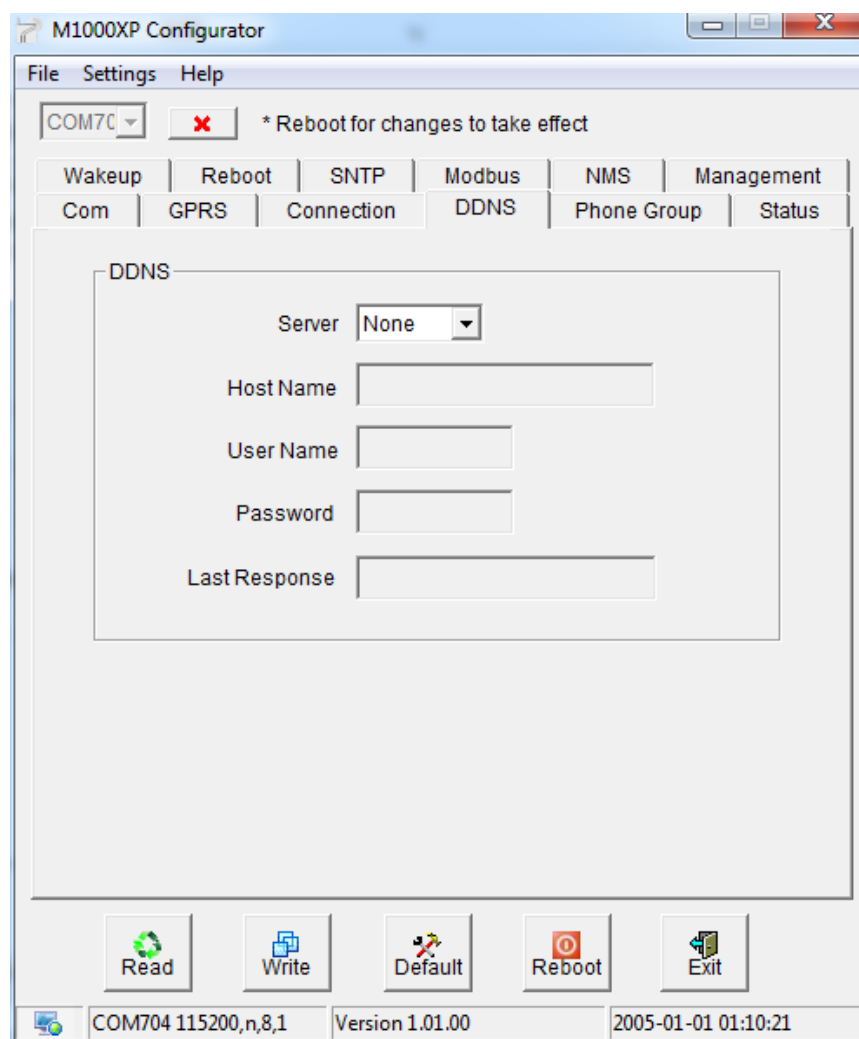 M1000XP Configurator
File Settings Help
* Reboot for changes to take effect
Wakeup Reboot SNTP Modbus NMS Management
Com GPRS Connection DDNS Phone Group Status
DDNS
Server None
Host Name
User Name
Password
Last Response
Read Write Default Reboot Exit
COM704 115200,n,8,1 Version 1.01.00 2005-01-01 01:10:21